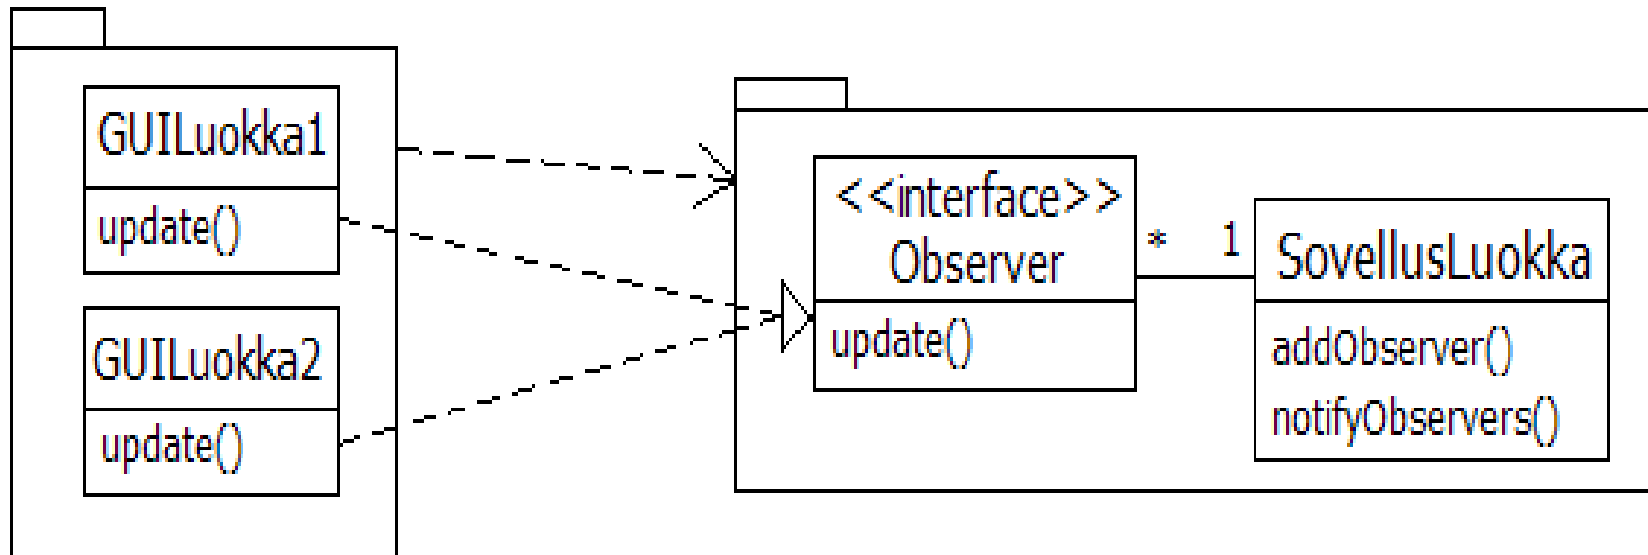 GUILuokka1
update()
GUILuokka2
update()
<<interface>>
Observer
update()
* 1
SovellusLuokka
addObserver()
notifyObservers()